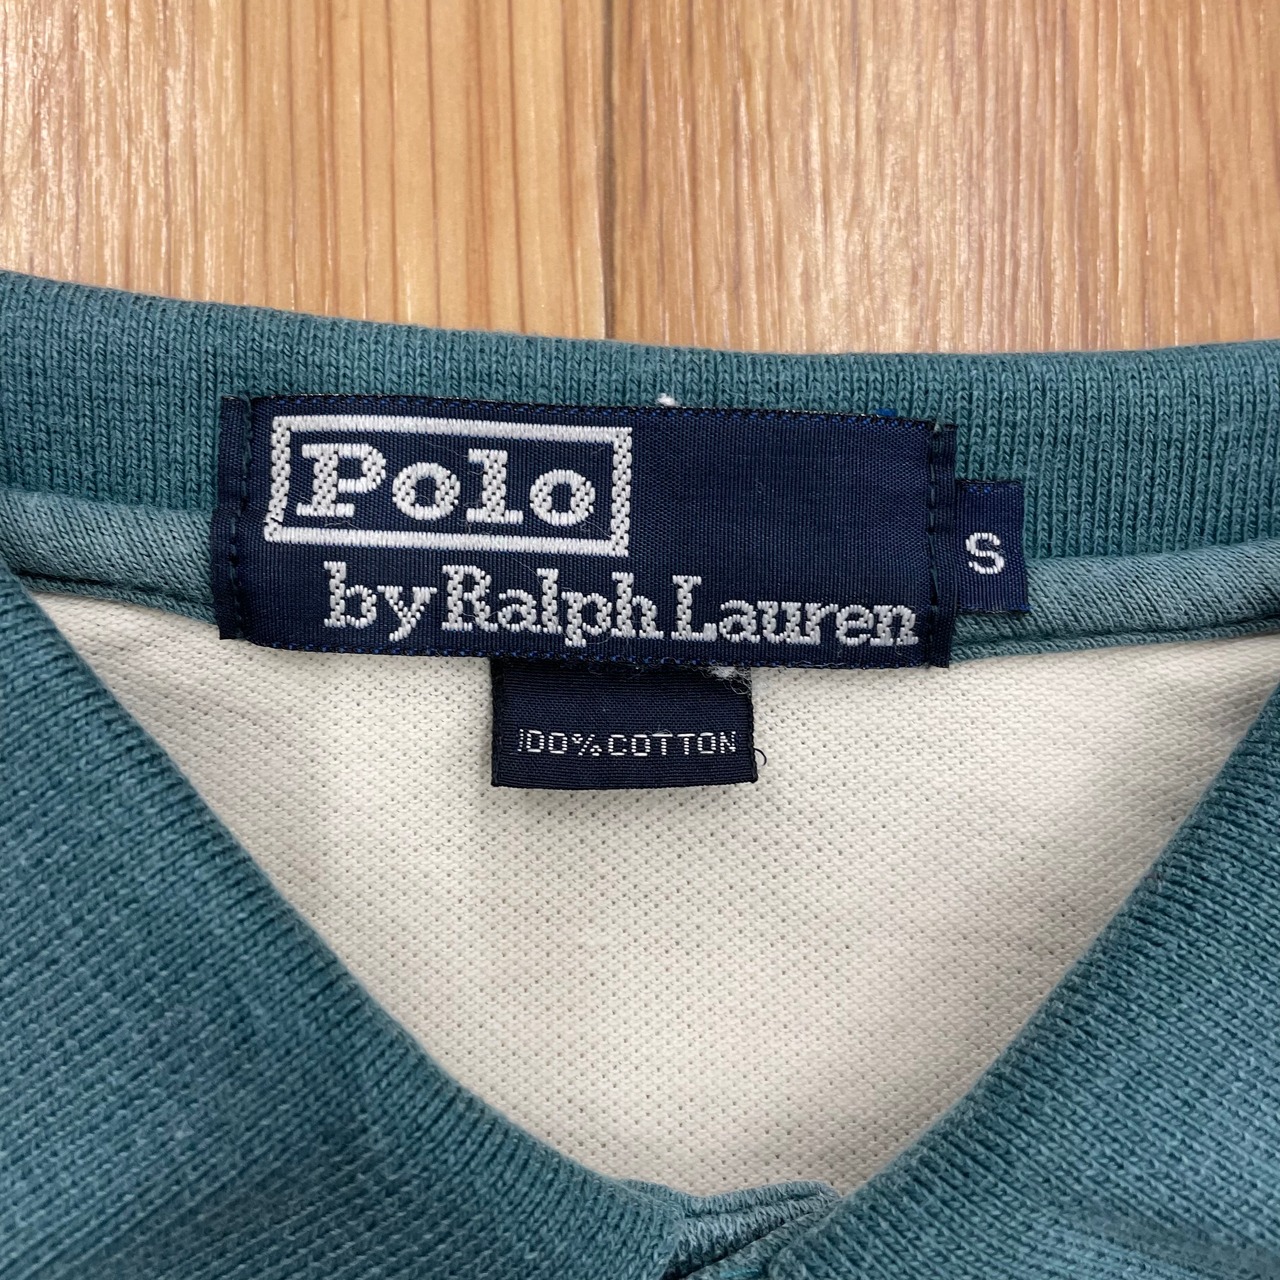 Polo
by Ralph Lauren
S
100% COTTON